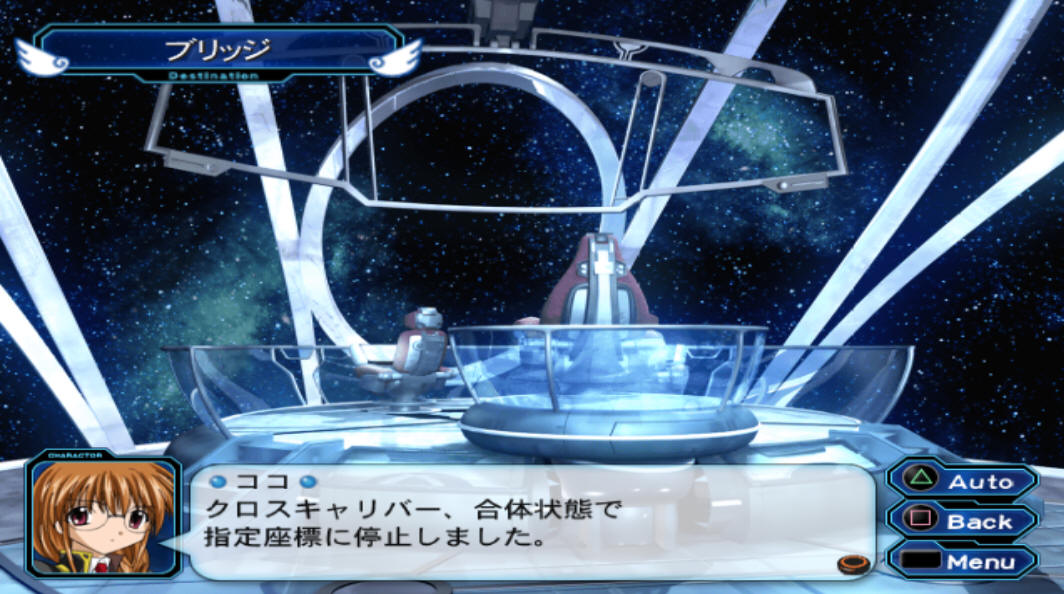 ブリッジ
Destination
CHARACTOR
ココ
クロスキャリバー、合体状態で
指定座標に停止しました。
Auto
Back
Menu